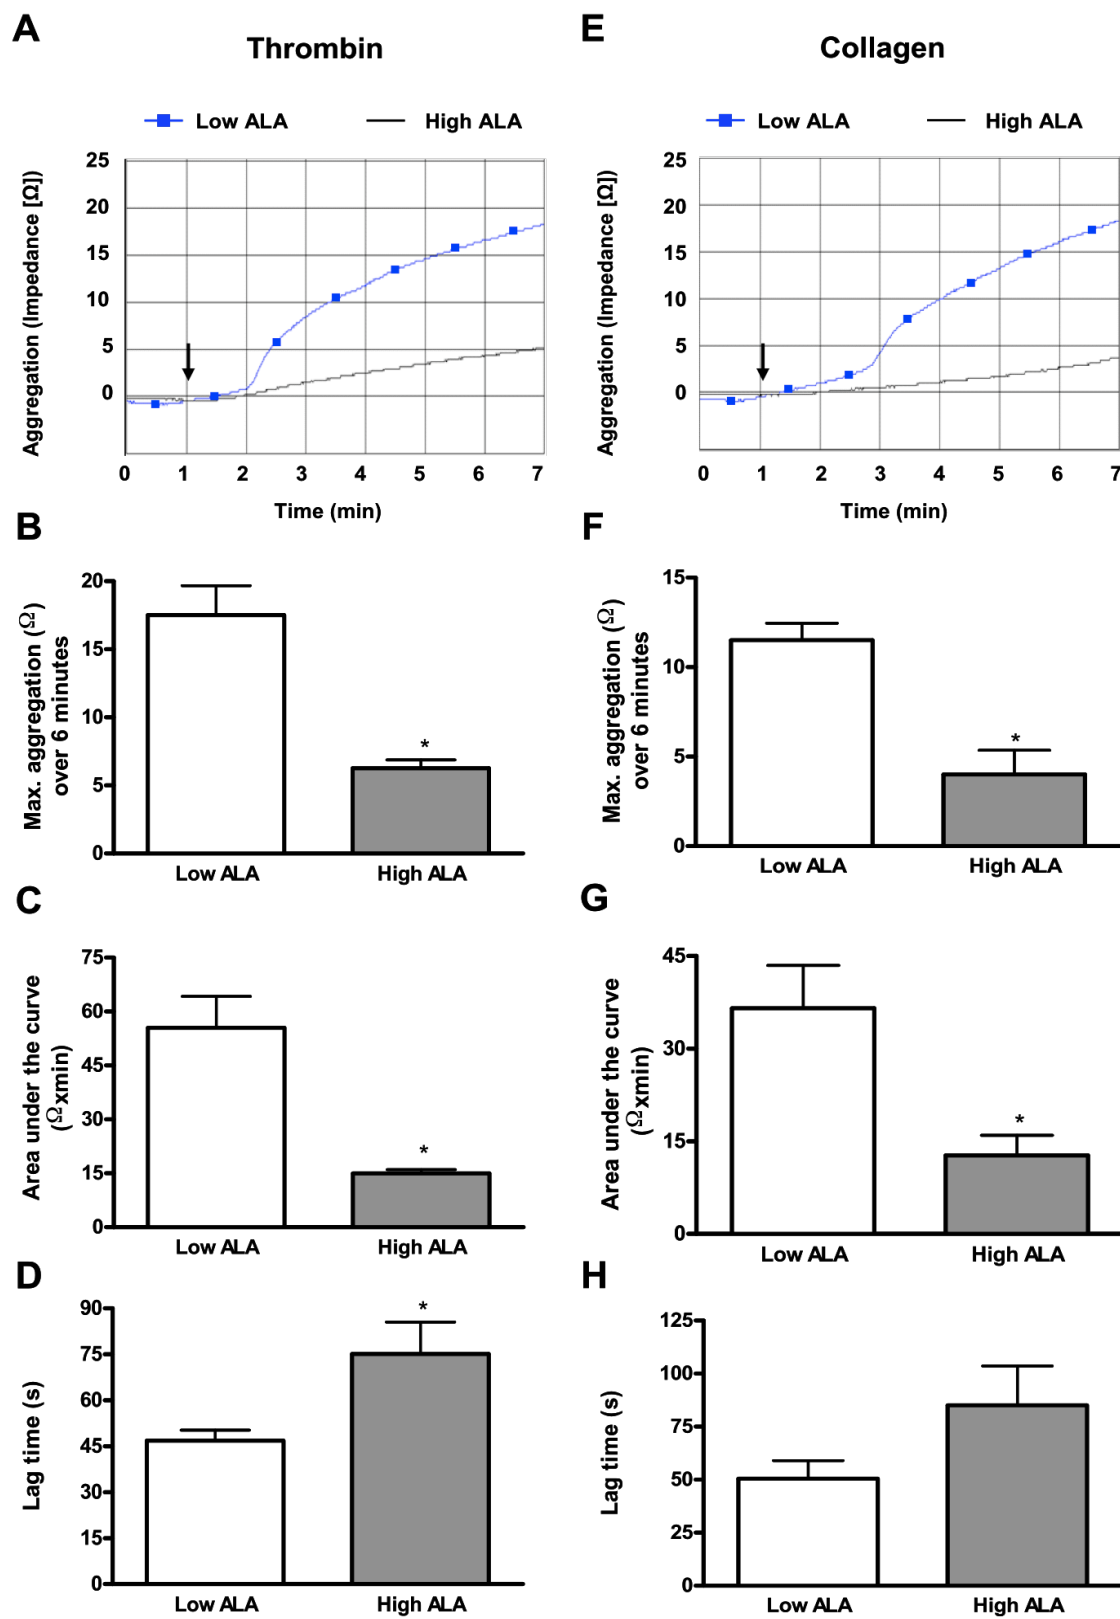 A
Thrombin
Low ALA
High ALA
Aggregation (Impedance [Ω])
25
20
15
10
5
0
0 1 2 3 4 5 6 7
Time (min)
B
Max. aggregation (Ω)
over 6 minutes
20
15
10
5
0
Low ALA
High ALA
*
C
Area under the curve
(Ωxmin)
75
60
45
30
15
0
Low ALA
High ALA
*
D
Lag time (s)
90
75
60
45
30
15
0
Low ALA
High ALA
*
E
Collagen
Low ALA
High ALA
Aggregation (Impedance [Ω])
25
20
15
10
5
0
0 1 2 3 4 5 6 7
Time (min)
F
Max. aggregation (Ω)
over 6 minutes
15
10
5
0
Low ALA
High ALA
*
G
Area under the curve
(Ωxmin)
45
30
15
0
Low ALA
High ALA
*
H
Lag time (s)
125
100
75
50
25
0
Low ALA
High ALA